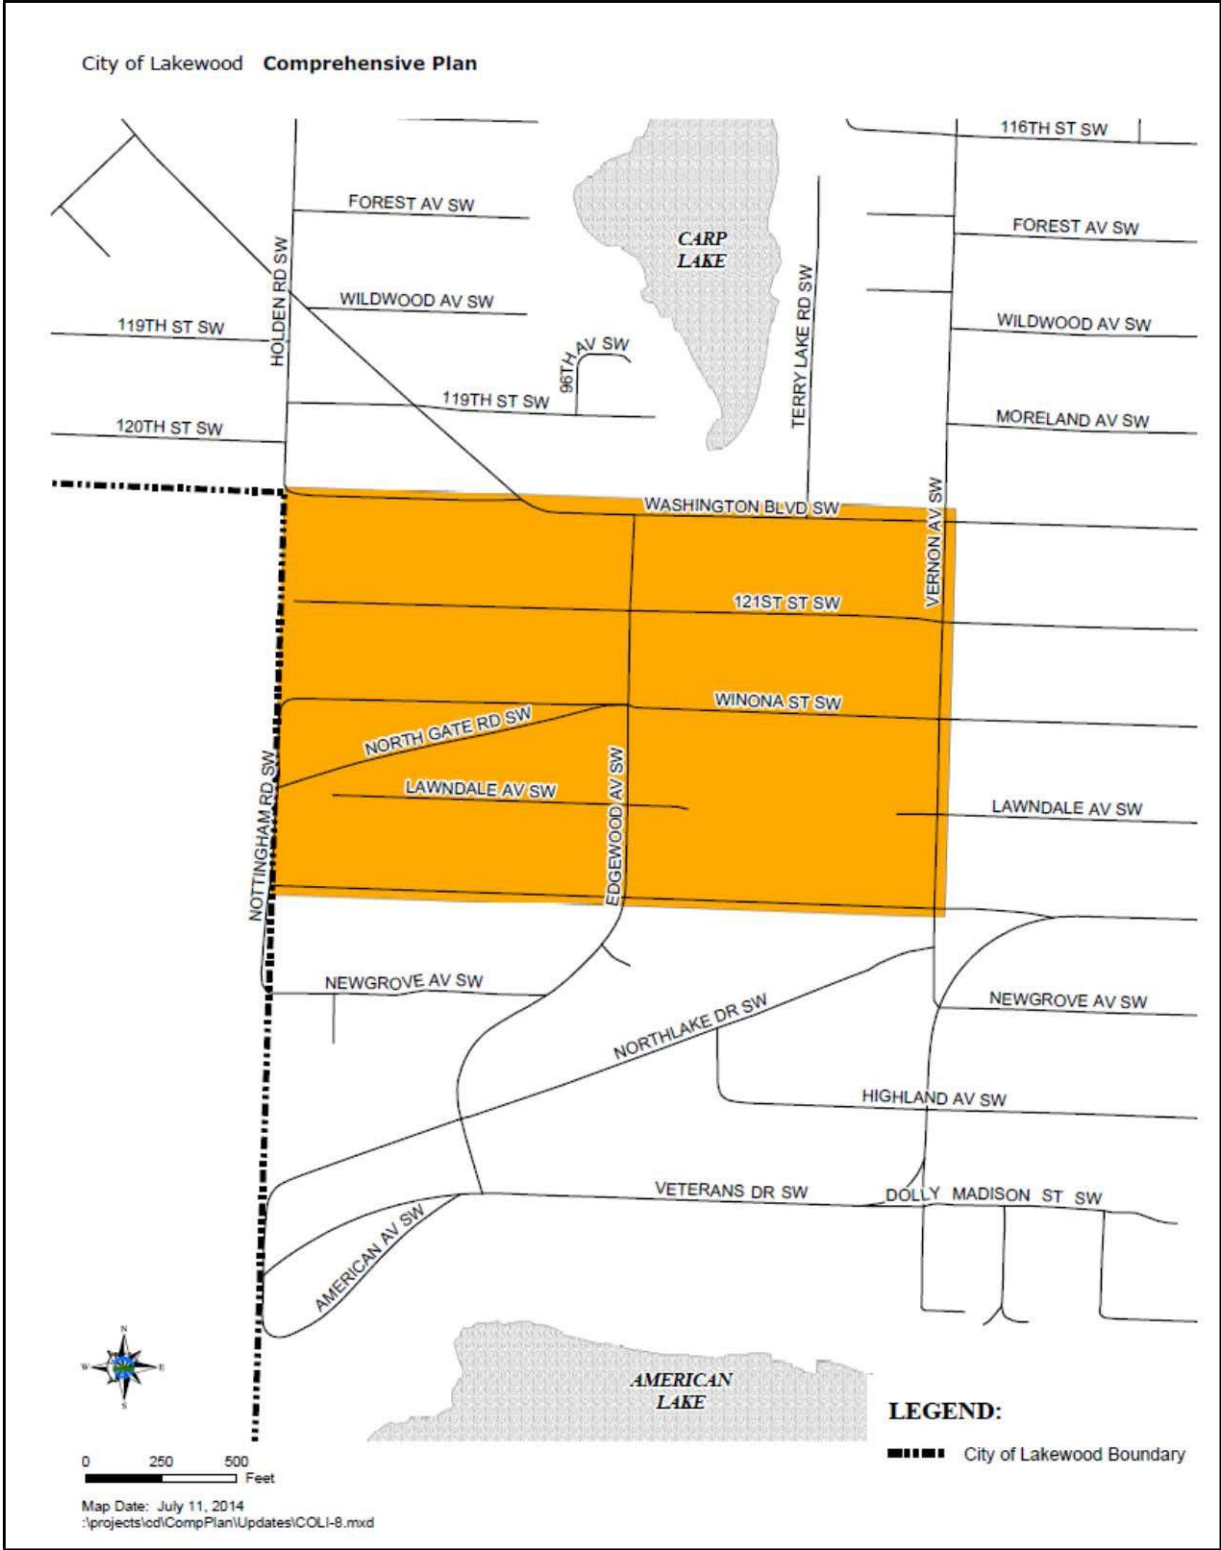 City of Lakewood Comprehensive Plan
116TH ST SW
FOREST AV SW
FOREST AV SW
CARP
LAKE
HOLDEN RD SW
TERRY LAKE RD SW
WILDWOOD AV SW
119TH ST SW
WILDWOOD AV SW
96TH AV SW
119TH ST SW
120TH ST SW
MORELAND AV SW
WASHINGTON BLVD SW
VERNON AV SW
121ST ST SW
WINONA ST SW
NORTH GATE RD SW
NOTTINGHAM RD SW
LAWNDALE AV SW
EDGEWOOD AV SW
LAWNDALE AV SW
NEWGROVE AV SW
NORTHLAKE DR SW
NEWGROVE AV SW
HIGHLAND AV SW
VETERANS DR SW
DOLLY MADISON ST SW
AMERICAN AV SW
N
W
E
S
AMERICAN
LAKE
LEGEND:
City of Lakewood Boundary
0 250 500
Feet
Map Date: July 11, 2014
:\projects\cd\CompPlan\Updates\COLI-8.mxd